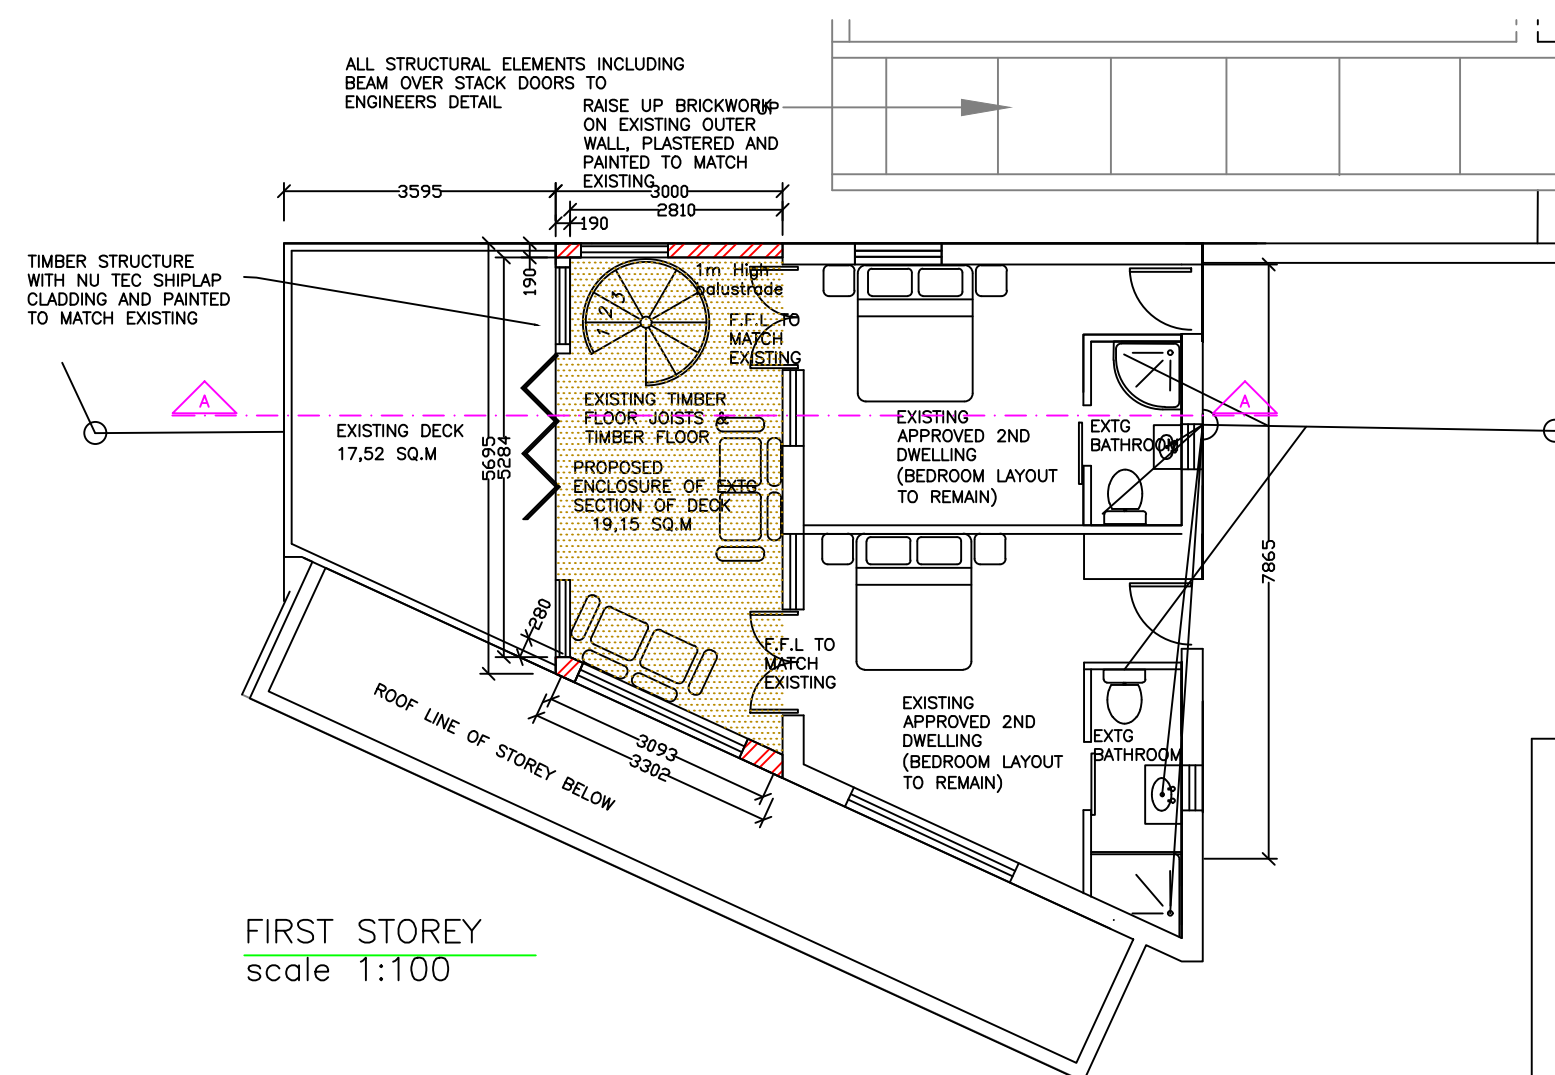 ALL STRUCTURAL ELEMENTS INCLUDING
BEAM OVER STACK DOORS TO
ENGINEERS DETAIL
RAISE UP BRICKWORK
ON EXISTING OUTER
WALL, PLASTERED AND
PAINTED TO MATCH
EXISTING
UP
3595
3000
2810
190
TIMBER STRUCTURE
WITH NU TEC SHIPLAP
CLADDING AND PAINTED
TO MATCH EXISTING
190
1m High
balustrade
1 2 3
F.F.L TO
MATCH
EXISTING
A
A
EXISTING DECK
17,52 SQ.M
5695
5284
EXISTING TIMBER
FLOOR JOISTS &
TIMBER FLOOR
PROPOSED
ENCLOSURE OF EXTG
SECTION OF DECK
19,15 SQ.M
EXISTING
APPROVED 2ND
DWELLING
(BEDROOM LAYOUT
TO REMAIN)
EXTG
BATHROOM
7865
280
F.F.L TO
MATCH
EXISTING
EXISTING
APPROVED 2ND
DWELLING
(BEDROOM LAYOUT
TO REMAIN)
EXTG
BATHROOM
3093
3302
ROOF LINE OF STOREY BELOW
FIRST STOREY
scale 1:100